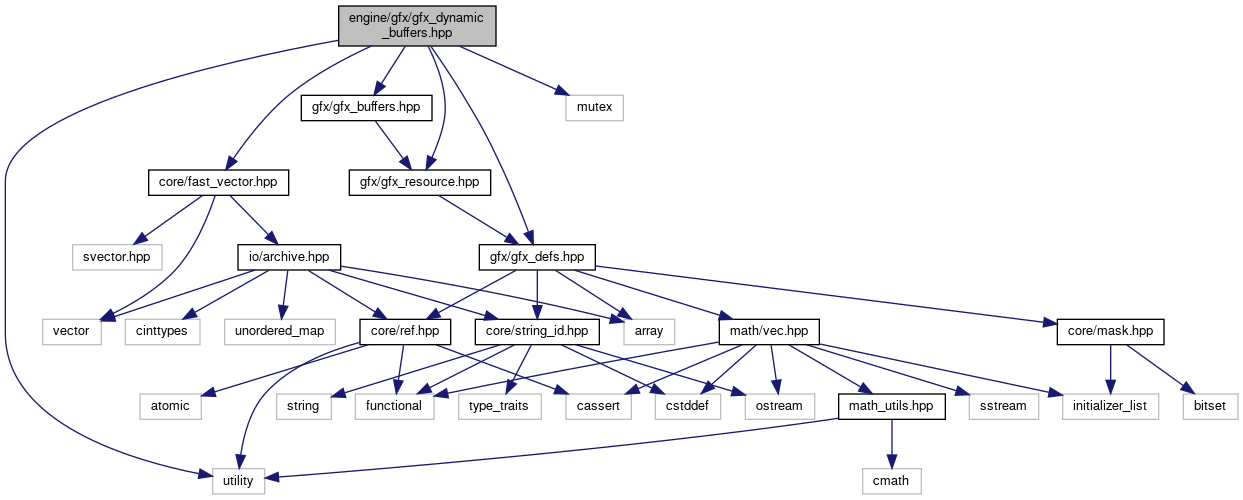 engine/gfx/gfx_dynamic
_buffers.hpp
gfx/gfx_buffers.hpp
mutex
core/fast_vector.hpp
gfx/gfx_resource.hpp
svector.hpp
io/archive.hpp
gfx/gfx_defs.hpp
vector
cinttypes
unordered_map
core/ref.hpp
core/string_id.hpp
array
math/vec.hpp
core/mask.hpp
atomic
string
functional
type_traits
cassert
cstddef
ostream
math_utils.hpp
sstream
initializer_list
bitset
utility
cmath